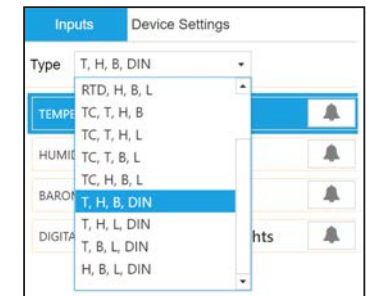 Inputs Device Settings
Type T, H, B, DIN
RTD, H, B, L
TEMPE TC, T, H, B
TC, T, H, L
HUMID TC, T, B, L
TC, H, B, L
BAROM T, H, B, DIN
T, H, L, DIN
DIGITA T, B, L, DIN hts
H, B, L, DIN